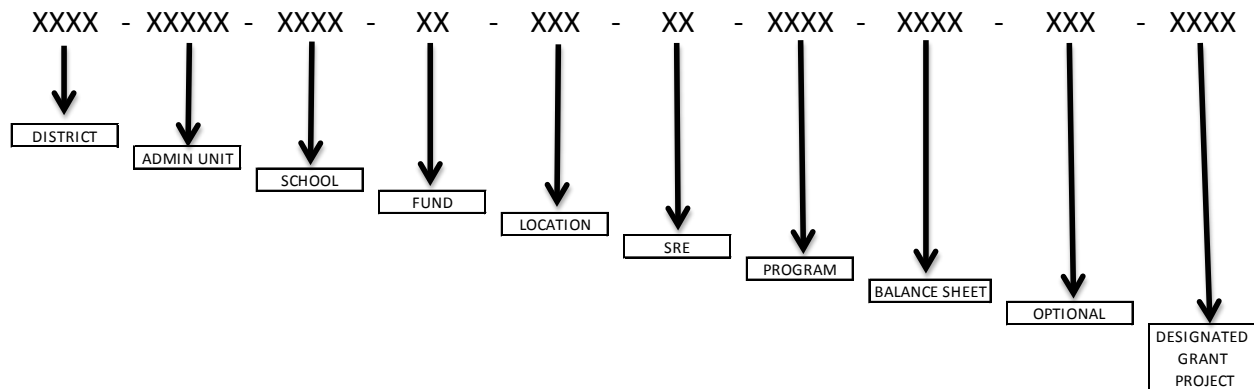 XXXX - XXXXX - XXXX - XX - XXX - XX - XXXX - XXXX - XXX - XXXX
DISTRICT
ADMIN UNIT
SCHOOL
FUND
LOCATION
SRE
PROGRAM
BALANCE SHEET
OPTIONAL
DESIGNATED
GRANT
PROJECT